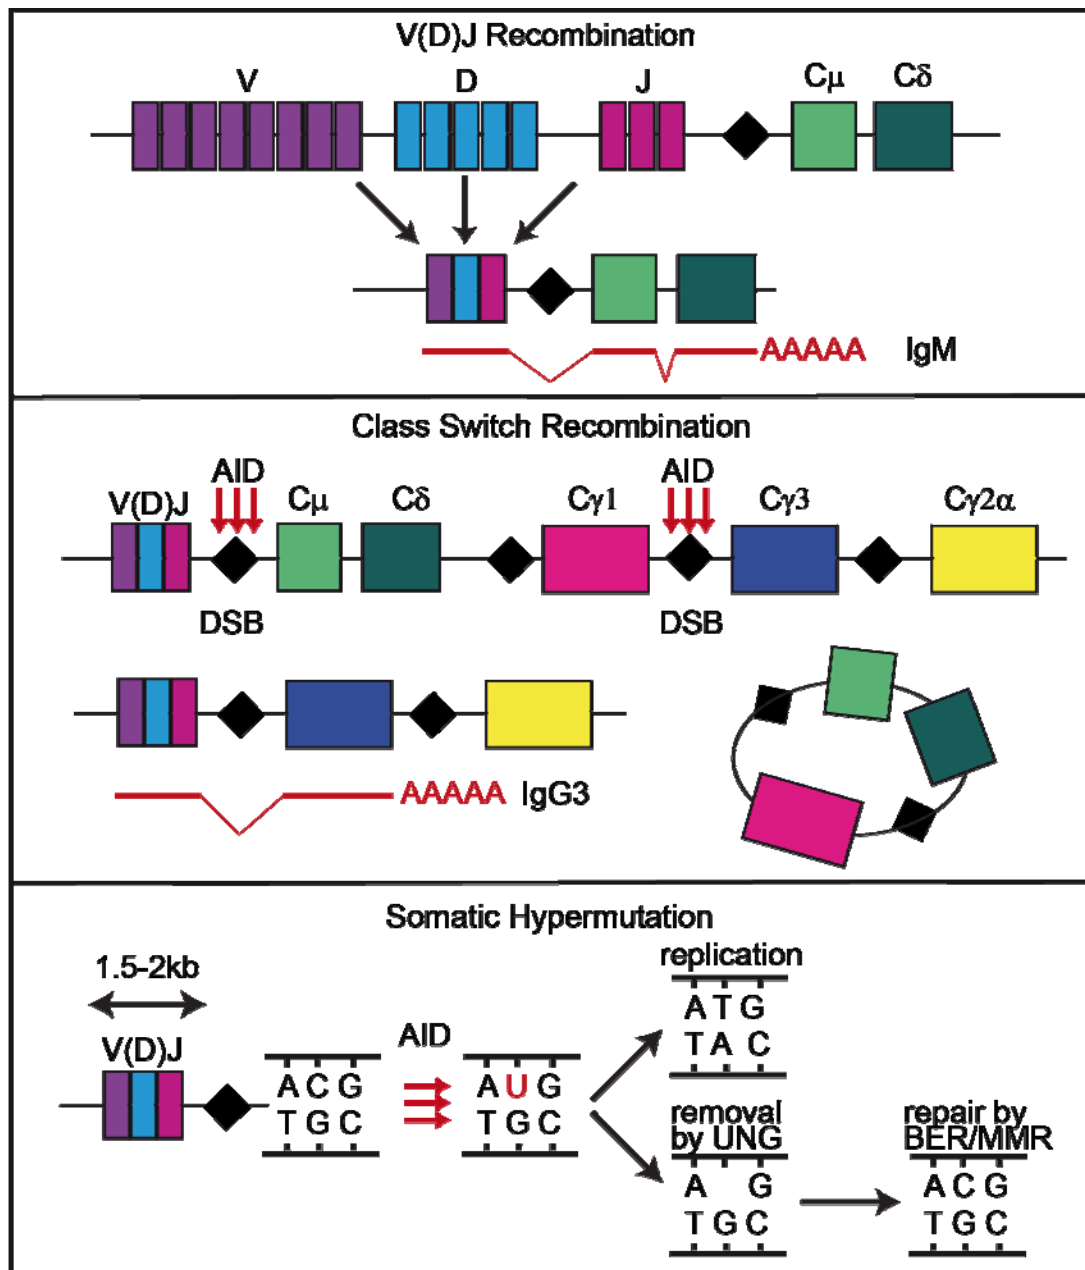 V(D)J Recombination
V D J Cμ Cδ
AAAAA IgM
Class Switch Recombination
AID AID
V(D)J Cμ Cδ Cγ1 Cγ3 Cγ2α
DSB DSB
AAAAA IgG3
Somatic Hypermutation
replication
1.5-2kb
A T G
T A C
AID
V(D)J
A C G
T G C
A U G
T G C
removal
by UNG
A G
T G C
repair by
BER/MMR
A C G
T G C